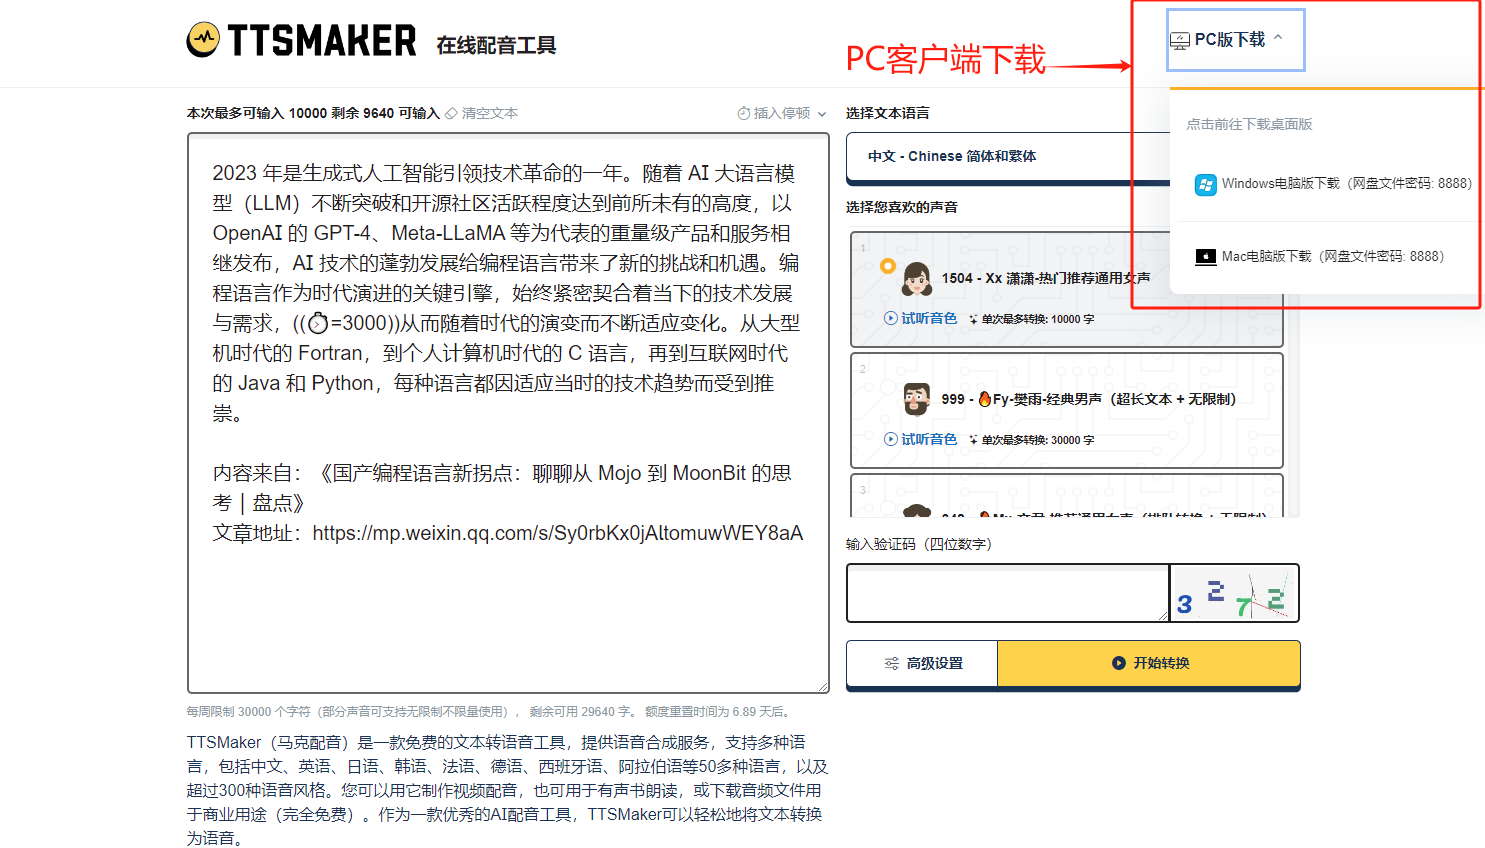 TTSMAKER 在线配音工具
PC客户端下载
PC版下载
点击前往下载桌面版
Windows电脑版下载（网盘文件密码: 8888）
Mac电脑版下载（网盘文件密码: 8888）
本次最多可输入 10000 剩余 9640 可输入 清空文本 插入停顿
2023 年是生成式人工智能引领技术革命的一年。随着 AI 大语言模
型（LLM）不断突破和开源社区活跃程度达到前所未有的高度，以
OpenAI 的 GPT-4、Meta-LLaMA 等为代表的重量级产品和服务相
继发布，AI 技术的蓬勃发展给编程语言带来了新的挑战和机遇。编
程语言作为时代演进的关键引擎，始终紧密契合着当下的技术发展
与需求，((⏱=3000))从而随着时代的演变而不断适应变化。从大型
机时代的 Fortran，到个人计算机时代的 C 语言，再到互联网时代
的 Java 和 Python，每种语言都因适应当时的技术趋势而受到推
崇。
内容来自：《国产编程语言新拐点：聊聊从 Mojo 到 MoonBit 的思
考 | 盘点》
文章地址：https://mp.weixin.qq.com/s/Sy0rbKx0jAltomuwWEY8aA
每周限制 30000 个字符（部分声音可支持无限制不限量使用）， 剩余可用 29640 字。 额度重置时间为 6.89 天后。
TTSMaker（马克配音）是一款免费的文本转语音工具，提供语音合成服务，支持多种语
言，包括中文、英语、日语、韩语、法语、德语、西班牙语、阿拉伯语等50多种语言，以及
超过300种语音风格。您可以用它制作视频配音，也可用于有声书朗读，或下载音频文件用
于商业用途（完全免费）。作为一款优秀的AI配音工具，TTSMaker可以轻松地将文本转换
为语音。
选择文本语言
中文 - Chinese 简体和繁体
选择您喜欢的声音
1
1504 - Xx 潇潇-热门推荐通用女声
试听音色 单次最多转换: 10000 字
2
999 - 🔥Fy-樊雨-经典男声（超长文本 + 无限制）
试听音色 单次最多转换: 30000 字
3
输入验证码（四位数字）
3 2 7 2
高级设置
开始转换